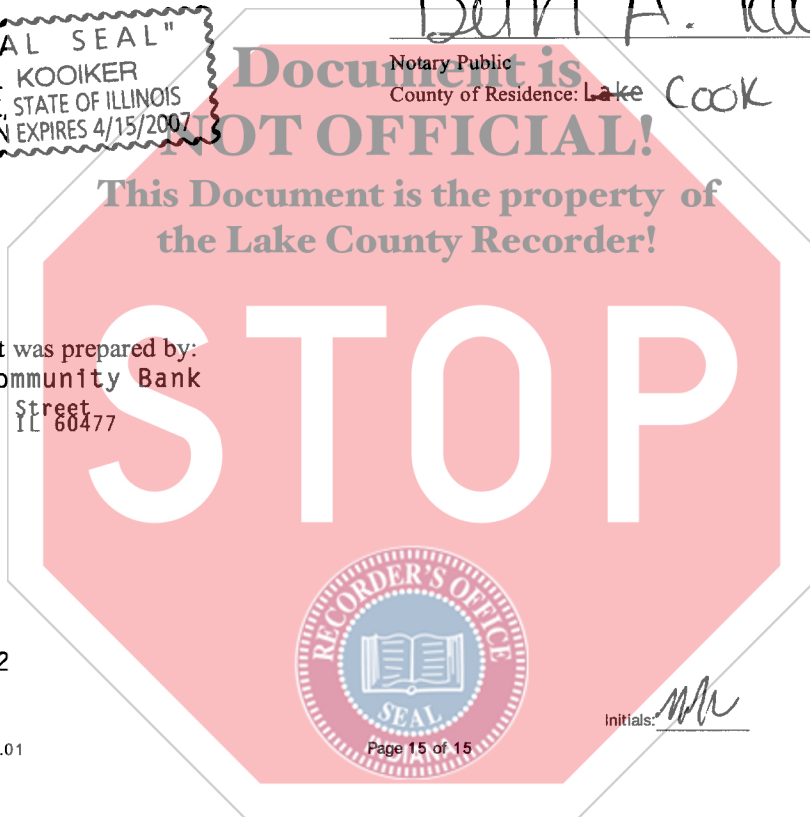 AL SEAL"
KOOIKER
STATE OF ILLINOIS
N EXPIRES 4/15/2007
A.
Notary Public
County of Residence: Lake Cook
Document is
NOT OFFICIAL!
This Document is the property of
the Lake County Recorder!
STOP
t was prepared by:
ommunity Bank
Street
IL 60477
RECORDER'S OFFICE
SEAL
INDIANA
2
Initials:
.01
Page 15 of 15